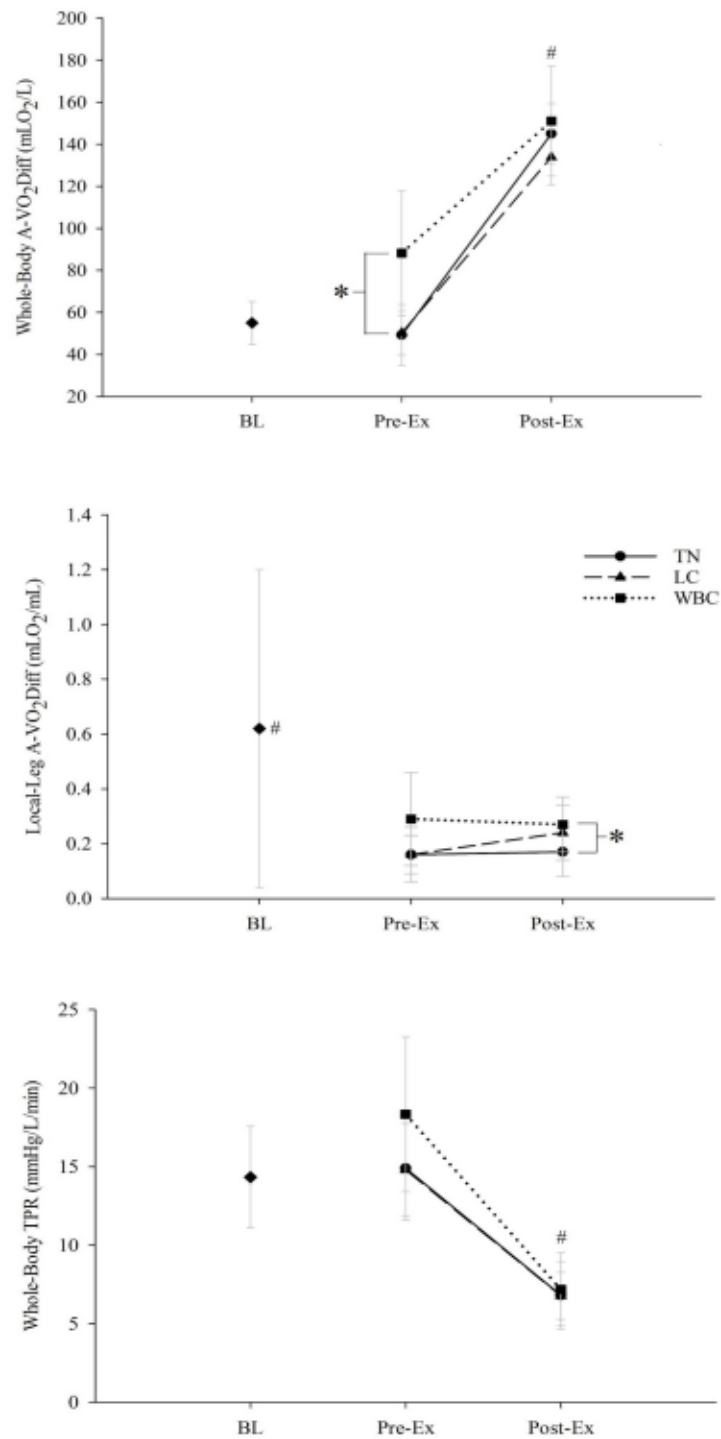 Whole-Body A-VO2Diff (mLO2/L)
200
180
160
140
120
100
80
60
40
20
#
*
BL
Pre-Ex
Post-Ex
Local-Leg A-VO2Diff (mLO2/mL)
1.4
1.2
1.0
0.8
0.6
0.4
0.2
0.0
TN
LC
WBC
#
*
BL
Pre-Ex
Post-Ex
Whole-Body TPR (mmHg/L/min)
25
20
15
10
5
0
#
BL
Pre-Ex
Post-Ex